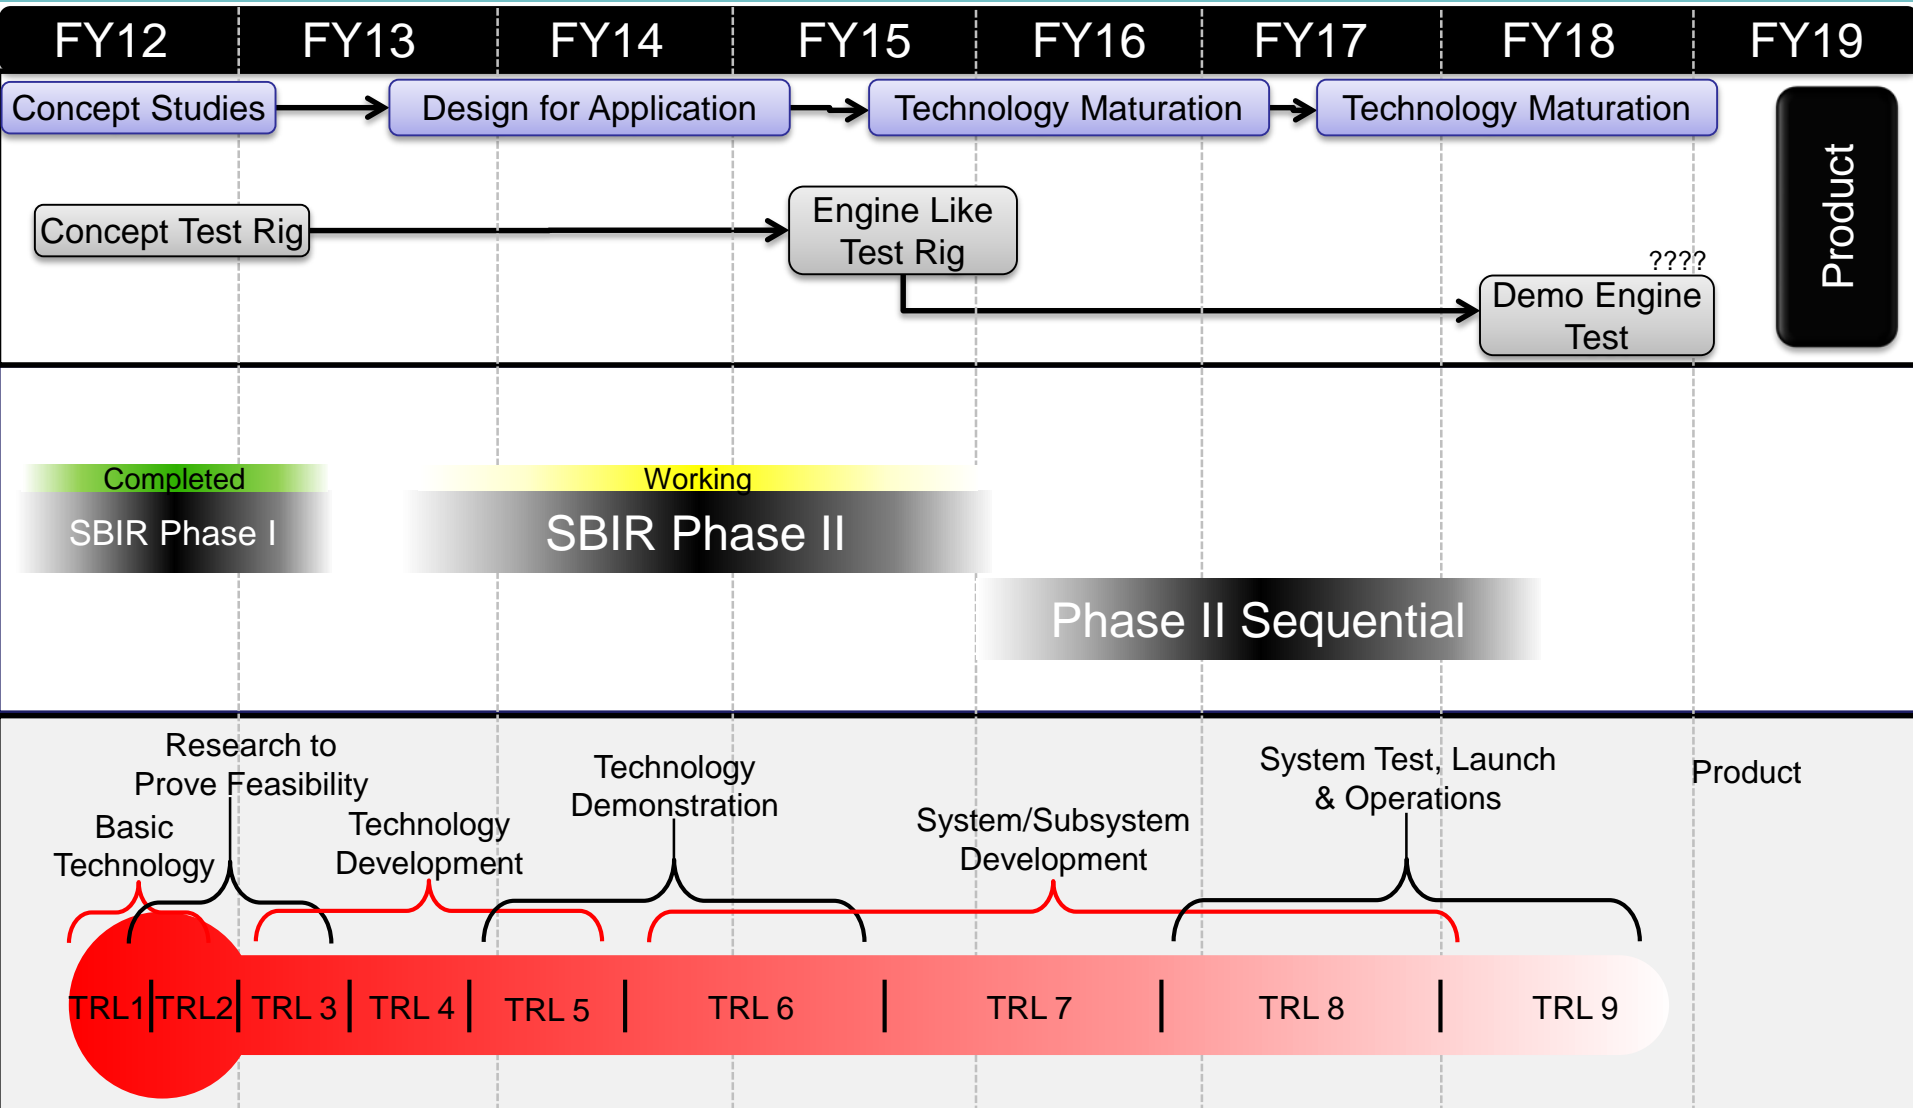 FY12
FY13
FY14
FY15
FY16
FY17
FY18
FY19
Concept Studies
Design for Application
Technology Maturation
Technology Maturation
Product
Concept Test Rig
Engine Like
Test Rig
????
Demo Engine
Test
Completed
SBIR Phase I
Working
SBIR Phase II
Phase II Sequential
Research to
Prove Feasibility
Basic
Technology
Technology
Development
Technology
Demonstration
System/Subsystem
Development
System Test, Launch
& Operations
Product
TRL1
TRL2
TRL 3
TRL 4
TRL 5
TRL 6
TRL 7
TRL 8
TRL 9